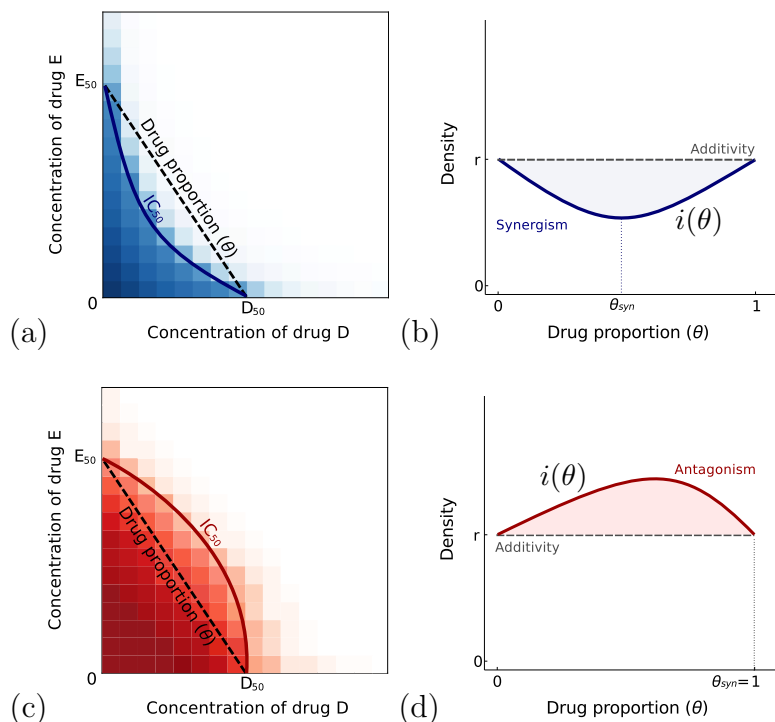 Concentration of drug E
E₅₀
Drug proportion (θ)
IC₅₀
0
D₅₀
Concentration of drug D
(a)
Density
r
Additivity
Synergism
i(θ)
0
0
θsyn
1
Drug proportion (θ)
(b)
Concentration of drug E
E₅₀
IC₅₀
Drug proportion (θ)
0
D₅₀
Concentration of drug D
(c)
Density
i(θ)
Antagonism
r
Additivity
0
0
θsyn=1
Drug proportion (θ)
(d)